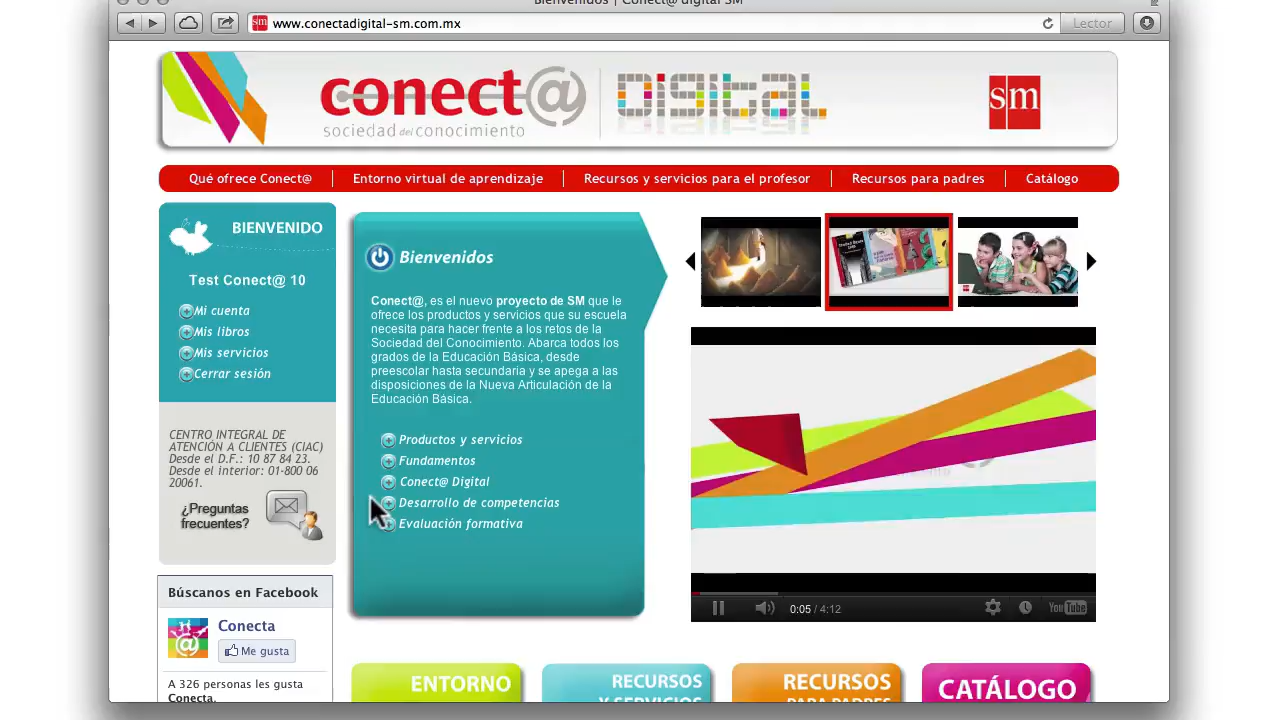 Bienvenidos | Conect@ digital SM
www.conectadigital-sm.com.mx
Lector
conect@
sociedad del conocimiento
DIGITAL
sm
Qué ofrece Conect@
Entorno virtual de aprendizaje
Recursos y servicios para el profesor
Recursos para padres
Catálogo
BIENVENIDO
Test Conect@ 10
Mi cuenta
Mis libros
Mis servicios
Cerrar sesión
CENTRO INTEGRAL DE
ATENCIÓN A CLIENTES (CIAC)
Desde el D.F.: 10 87 84 23.
Desde el interior: 01-800 06
20061.
¿Preguntas
frecuentes?
Búscanos en Facebook
Conecta
Me gusta
A 326 personas les gusta
Conecta.
Bienvenidos
Conect@, es el nuevo proyecto de SM que le
ofrece los productos y servicios que su escuela
necesita para hacer frente a los retos de la
Sociedad del Conocimiento. Abarca todos los
grados de la Educación Básica, desde
preescolar hasta secundaria y se apega a las
disposiciones de la Nueva Articulación de la
Educación Básica.
Productos y servicios
Fundamentos
Conect@ Digital
Desarrollo de competencias
Evaluación formativa
0:05 / 4:12
YouTube
ENTORNO
RECURSOS
Y SERVICIOS
RECURSOS
PARA PADRES
CATÁLOGO